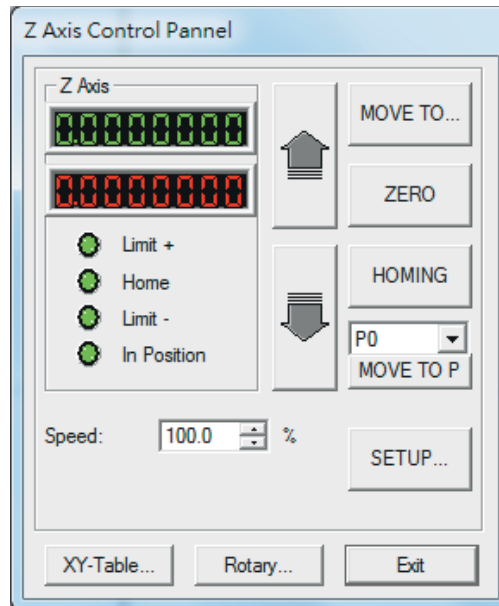 Z Axis Control Pannel
Z Axis
0.0000000
0.0000000
Limit +
Home
Limit -
In Position
MOVE TO...
ZERO
HOMING
P0
MOVE TO P
Speed: 100.0 %
SETUP...
XY-Table... Rotary... Exit